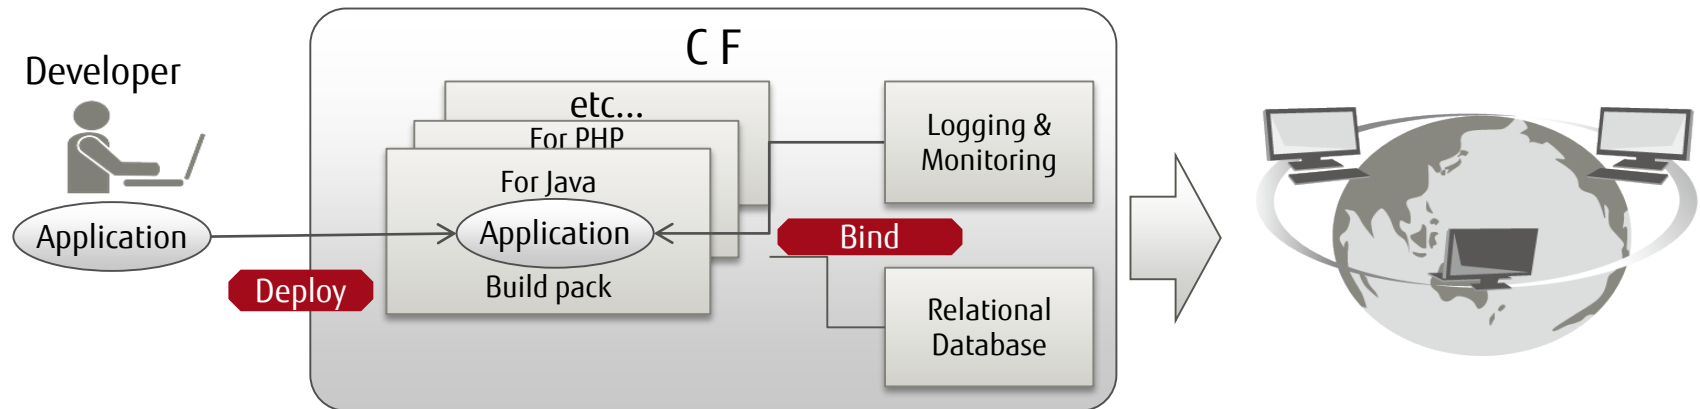 C F
Developer
etc...
For PHP
For Java
Application
Application
Build pack
Deploy
Bind
Logging &
Monitoring
Relational
Database